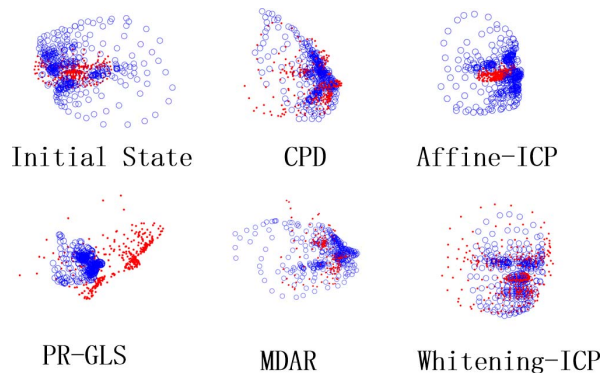 Initial State
CPD
Affine-ICP
PR-GLS
MDAR
Whitening-ICP